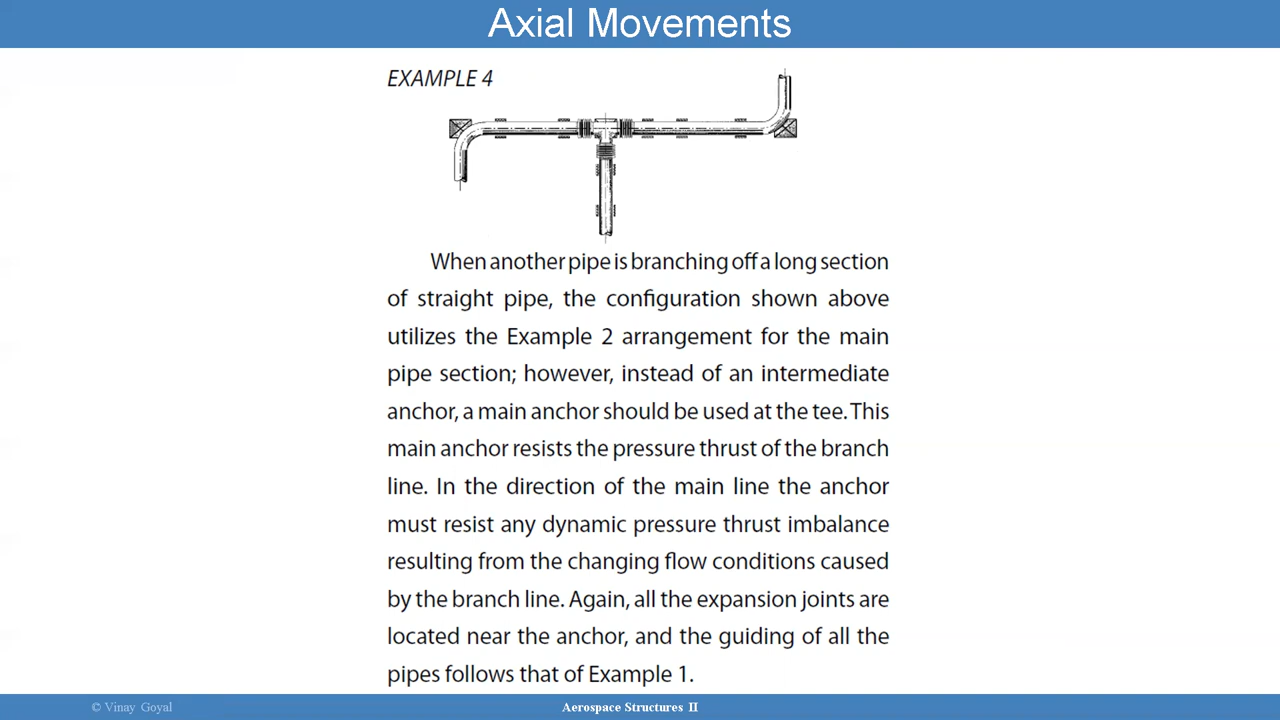 Axial Movements
EXAMPLE 4
When another pipe is branching off a long section
of straight pipe, the configuration shown above
utilizes the Example 2 arrangement for the main
pipe section; however, instead of an intermediate
anchor, a main anchor should be used at the tee. This
main anchor resists the pressure thrust of the branch
line. In the direction of the main line the anchor
must resist any dynamic pressure thrust imbalance
resulting from the changing flow conditions caused
by the branch line. Again, all the expansion joints are
located near the anchor, and the guiding of all the
pipes follows that of Example 1.
© Vinay Goyal
Aerospace Structures II